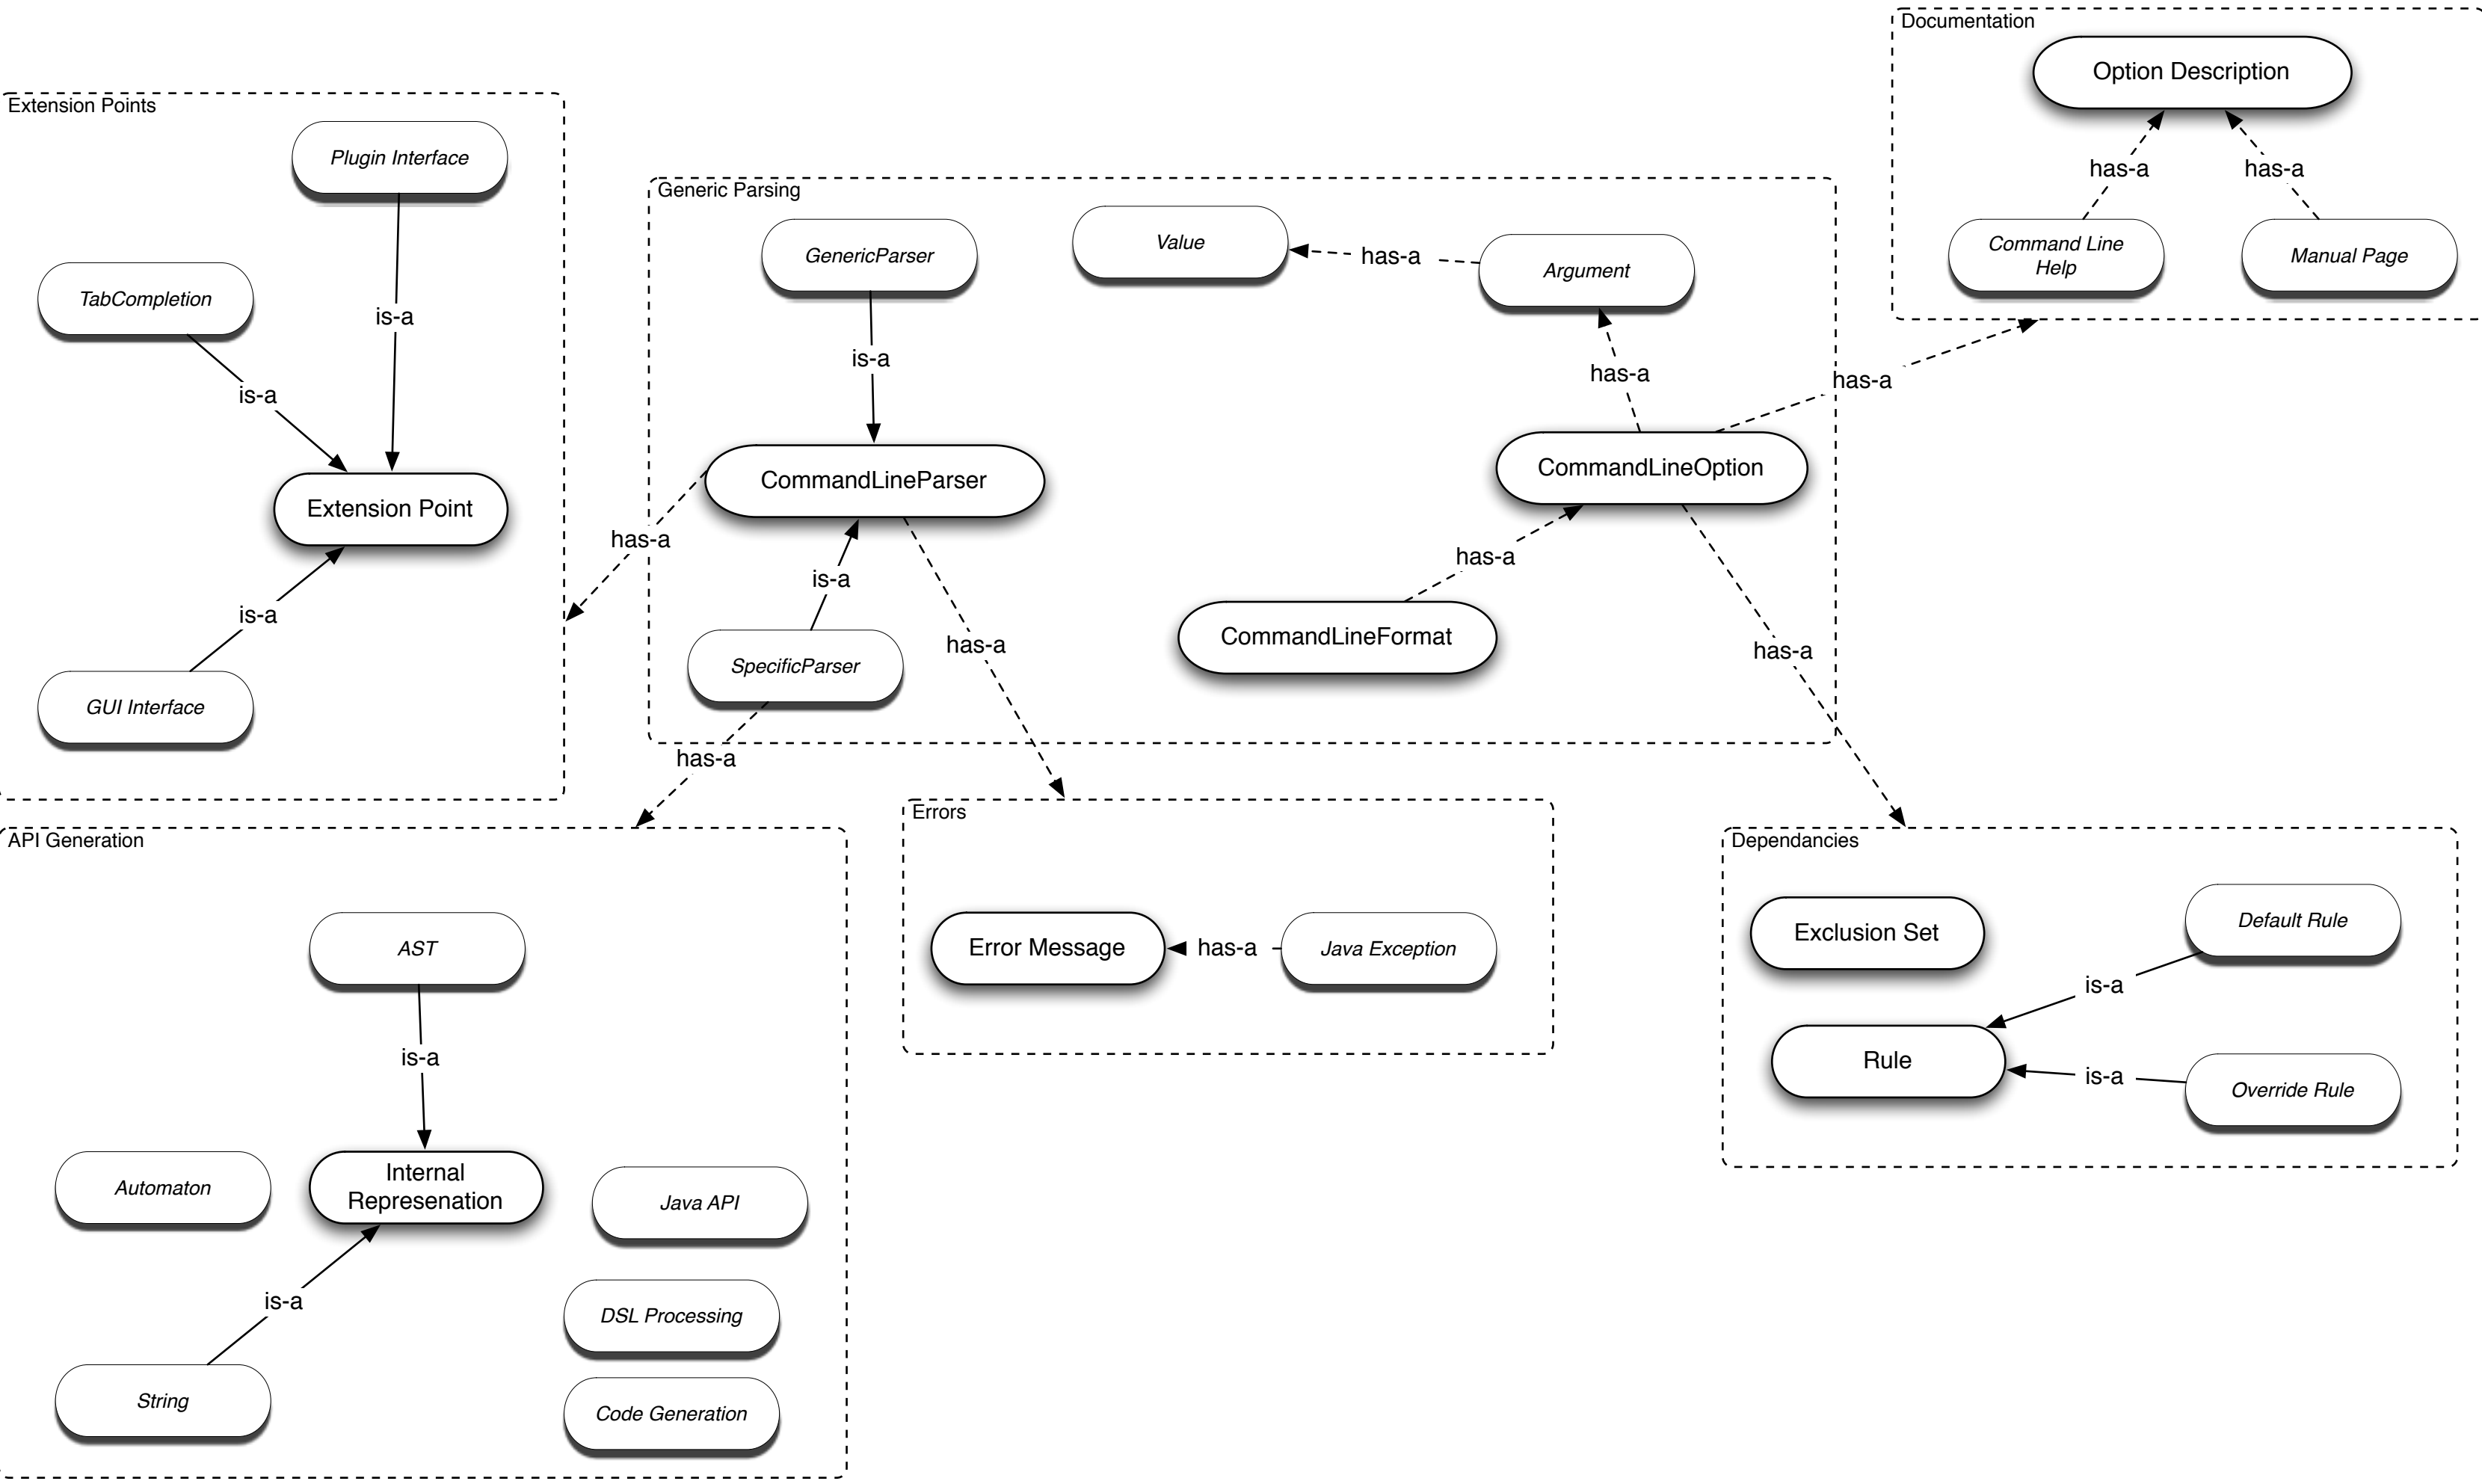 Documentation
Option Description
has-a
has-a
Command Line
Help
Manual Page
Extension Points
Plugin Interface
TabCompletion
is-a
is-a
Extension Point
is-a
GUI Interface
Generic Parsing
GenericParser
Value
has-a
Argument
is-a
has-a
has-a
CommandLineParser
CommandLineOption
has-a
is-a
has-a
SpecificParser
has-a
CommandLineFormat
has-a
has-a
API Generation
AST
is-a
Automaton
Internal
Represenation
Java API
is-a
DSL Processing
String
Code Generation
Errors
Error Message
has-a
Java Exception
Dependancies
Exclusion Set
Default Rule
is-a
Rule
is-a
Override Rule